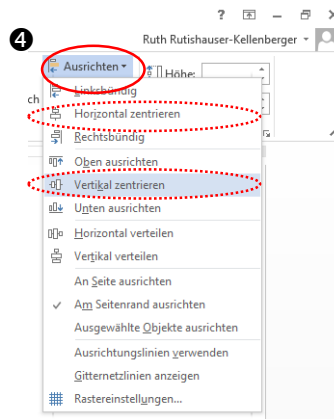 ?
❹ Ruth Rutishauser-Kellenberger
Ausrichten Höhe:
ch Linksbündig
Horizontal zentrieren
Rechtsbündig
Oben ausrichten
Vertikal zentrieren
Unten ausrichten
Horizontal verteilen
Vertikal verteilen
An Seite ausrichten
✓ Am Seitenrand ausrichten
Ausgewählte Objekte ausrichten
Ausrichtungslinien verwenden
Gitternetzlinien anzeigen
Rastereinstellungen...